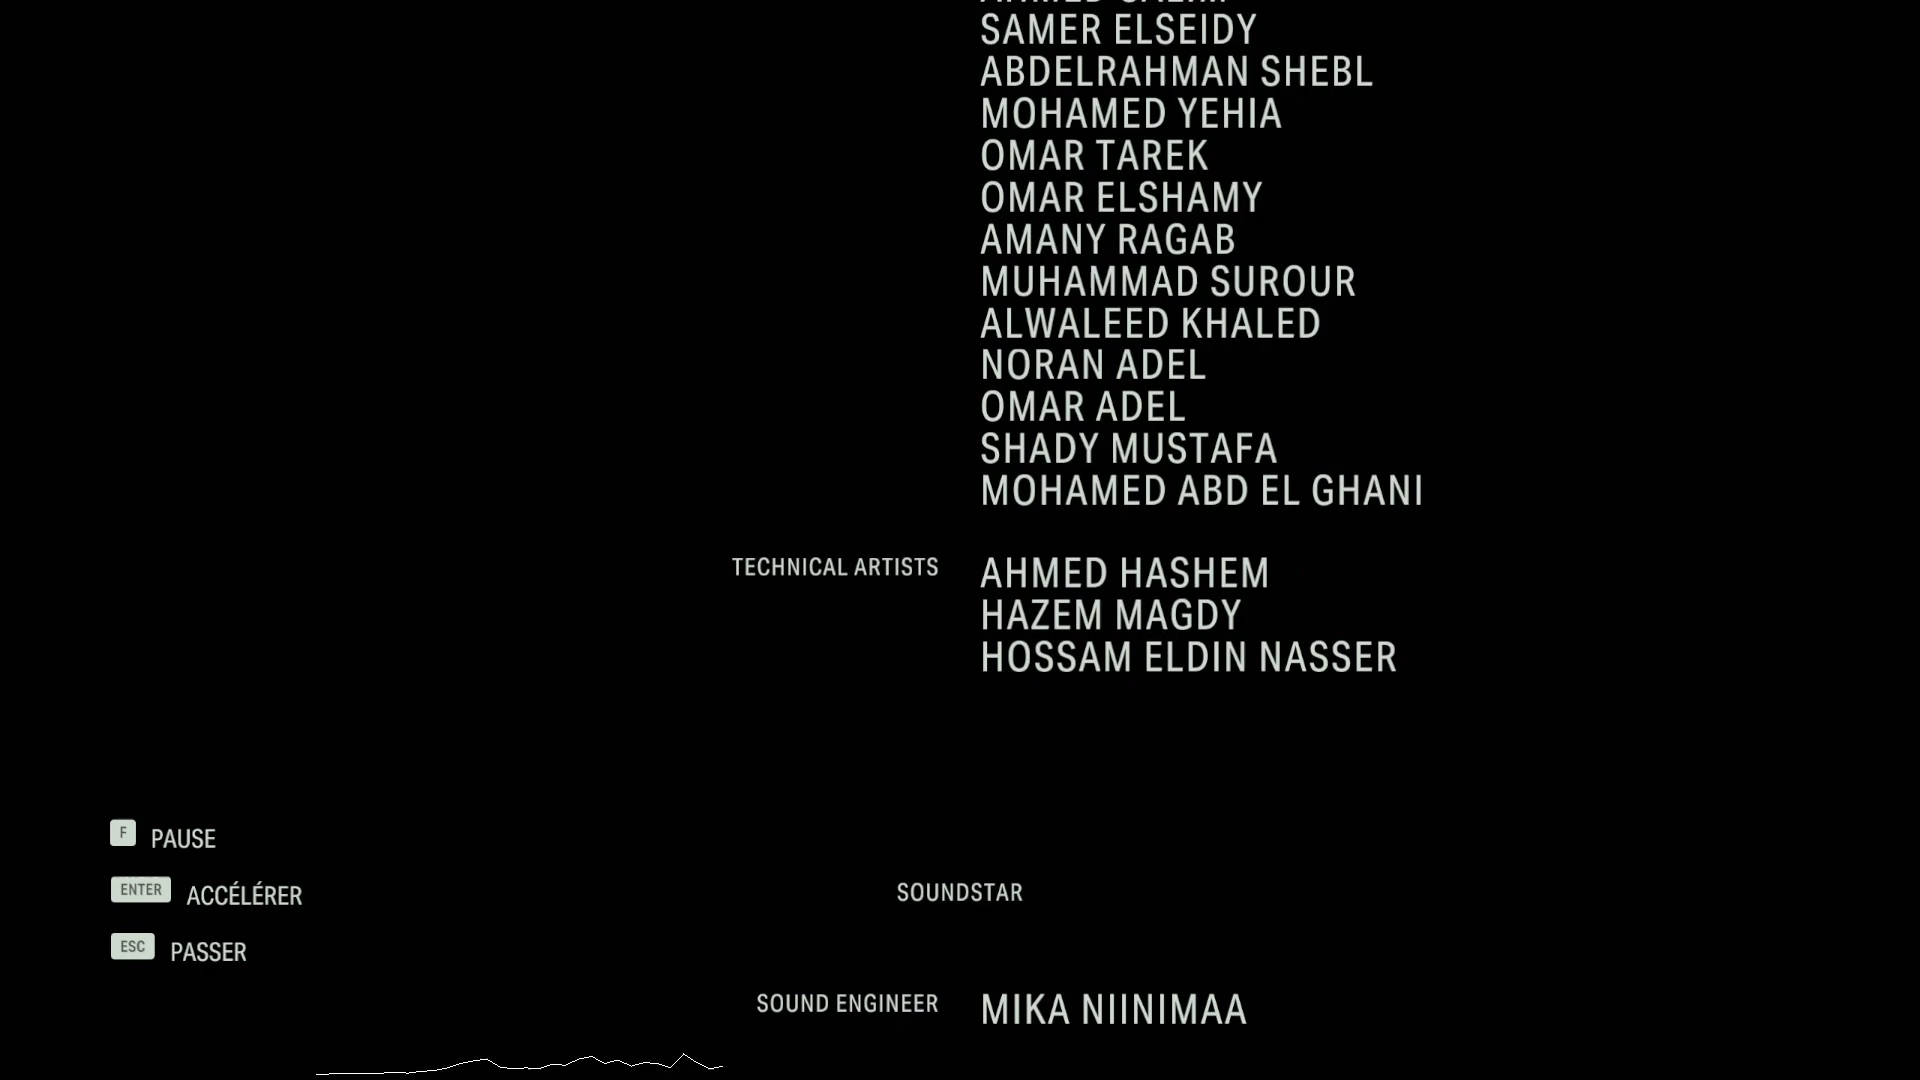 SAMER ELSEIDY
ABDELRAHMAN SHEBL
MOHAMED YEHIA
OMAR TAREK
OMAR ELSHAMY
AMANY RAGAB
MUHAMMAD SUROUR
ALWALEED KHALED
NORAN ADEL
OMAR ADEL
SHADY MUSTAFA
MOHAMED ABD EL GHANI
TECHNICAL ARTISTS AHMED HASHEM
HAZEM MAGDY
HOSSAM ELDIN NASSER
F PAUSE
ENTER ACCÉLÉRER
SOUNDSTAR
ESC PASSER
SOUND ENGINEER MIKA NIINIMAA